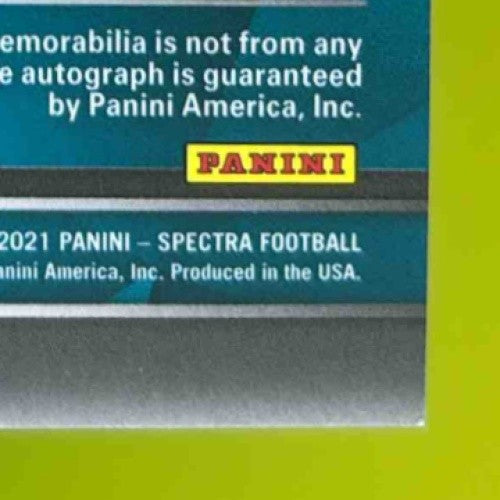 emorabilia is not from any
e autograph is guaranteed
by Panini America, Inc.
PANINI
2021 PANINI – SPECTRA FOOTBALL
anini America, Inc. Produced in the USA.